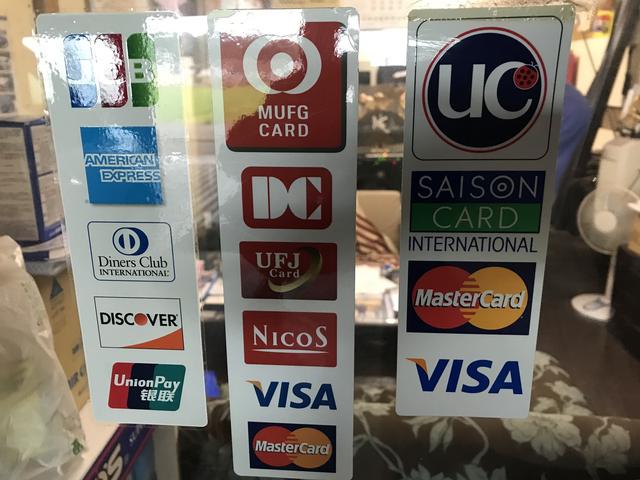 JCB
AMERICAN
EXPRESS
Diners Club
INTERNATIONAL®
DISCOVER®
UnionPay
银联
MUFG
CARD
DC
UFJ
Card
NICOS
VISA
MasterCard
UC
SAISON
CARD
INTERNATIONAL
MasterCard
VISA